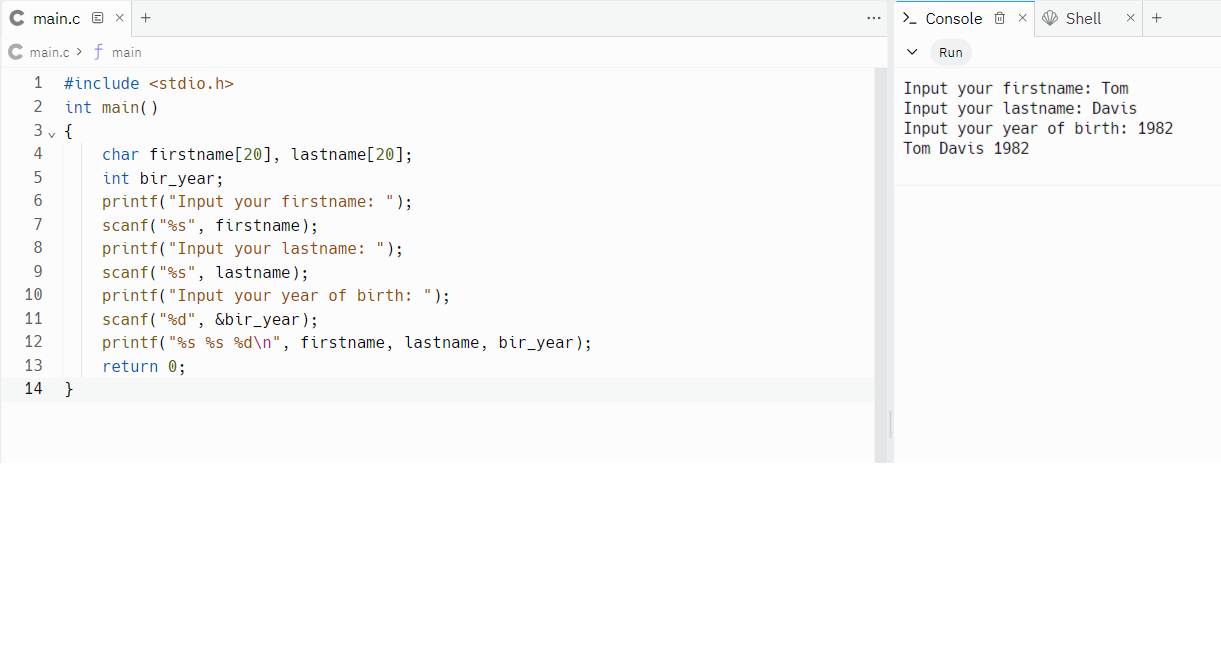 main.c
main.c > f main
1 #include <stdio.h>
2 int main()
3 {
4 char firstname[20], lastname[20];
5 int bir_year;
6 printf("Input your firstname: ");
7 scanf("%s", firstname);
8 printf("Input your lastname: ");
9 scanf("%s", lastname);
10 printf("Input your year of birth: ");
11 scanf("%d", &bir_year);
12 printf("%s %s %d\n", firstname, lastname, bir_year);
13 return 0;
14 }
Console Shell
Run
Input your firstname: Tom
Input your lastname: Davis
Input your year of birth: 1982
Tom Davis 1982